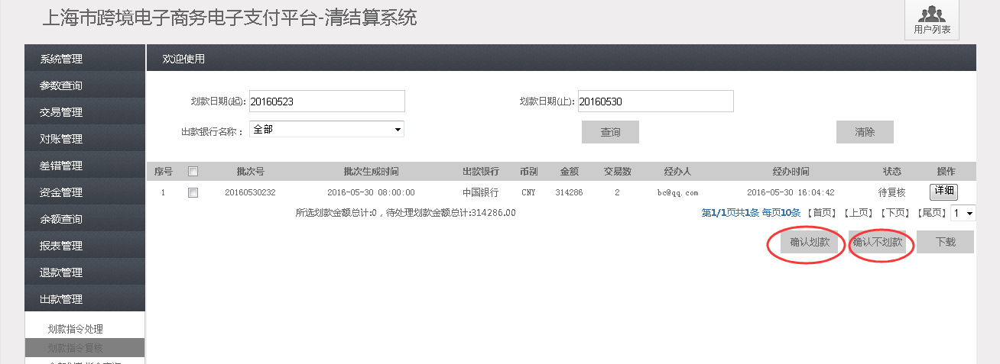 上海市跨境电子商务电子支付平台-清结算系统
用户列表
系统管理
参数查询
交易管理
对账管理
差错管理
资金管理
余额查询
报表管理
退款管理
出款管理
划款指令处理
划款指令复核
欢迎使用
划款日期(起): 20160523 划款日期(止): 20160530
出款银行名称： 全部 查询 清除
序号 批次号 批次生成时间 出款银行 币别 金额 交易数 经办人 经办时间 状态 操作
1 20160530232 2016-05-30 08:00:00 中国银行 CNY 314286 2 bc@qq.com 2016-05-30 16:04:42 待复核 详细
所选划款金额总计:0，待处理划款金额总计:314286.00 第1/1页共1条 每页10条 【首页】【上页】【下页】【尾页】 1
确认划款 确认不划款 下载